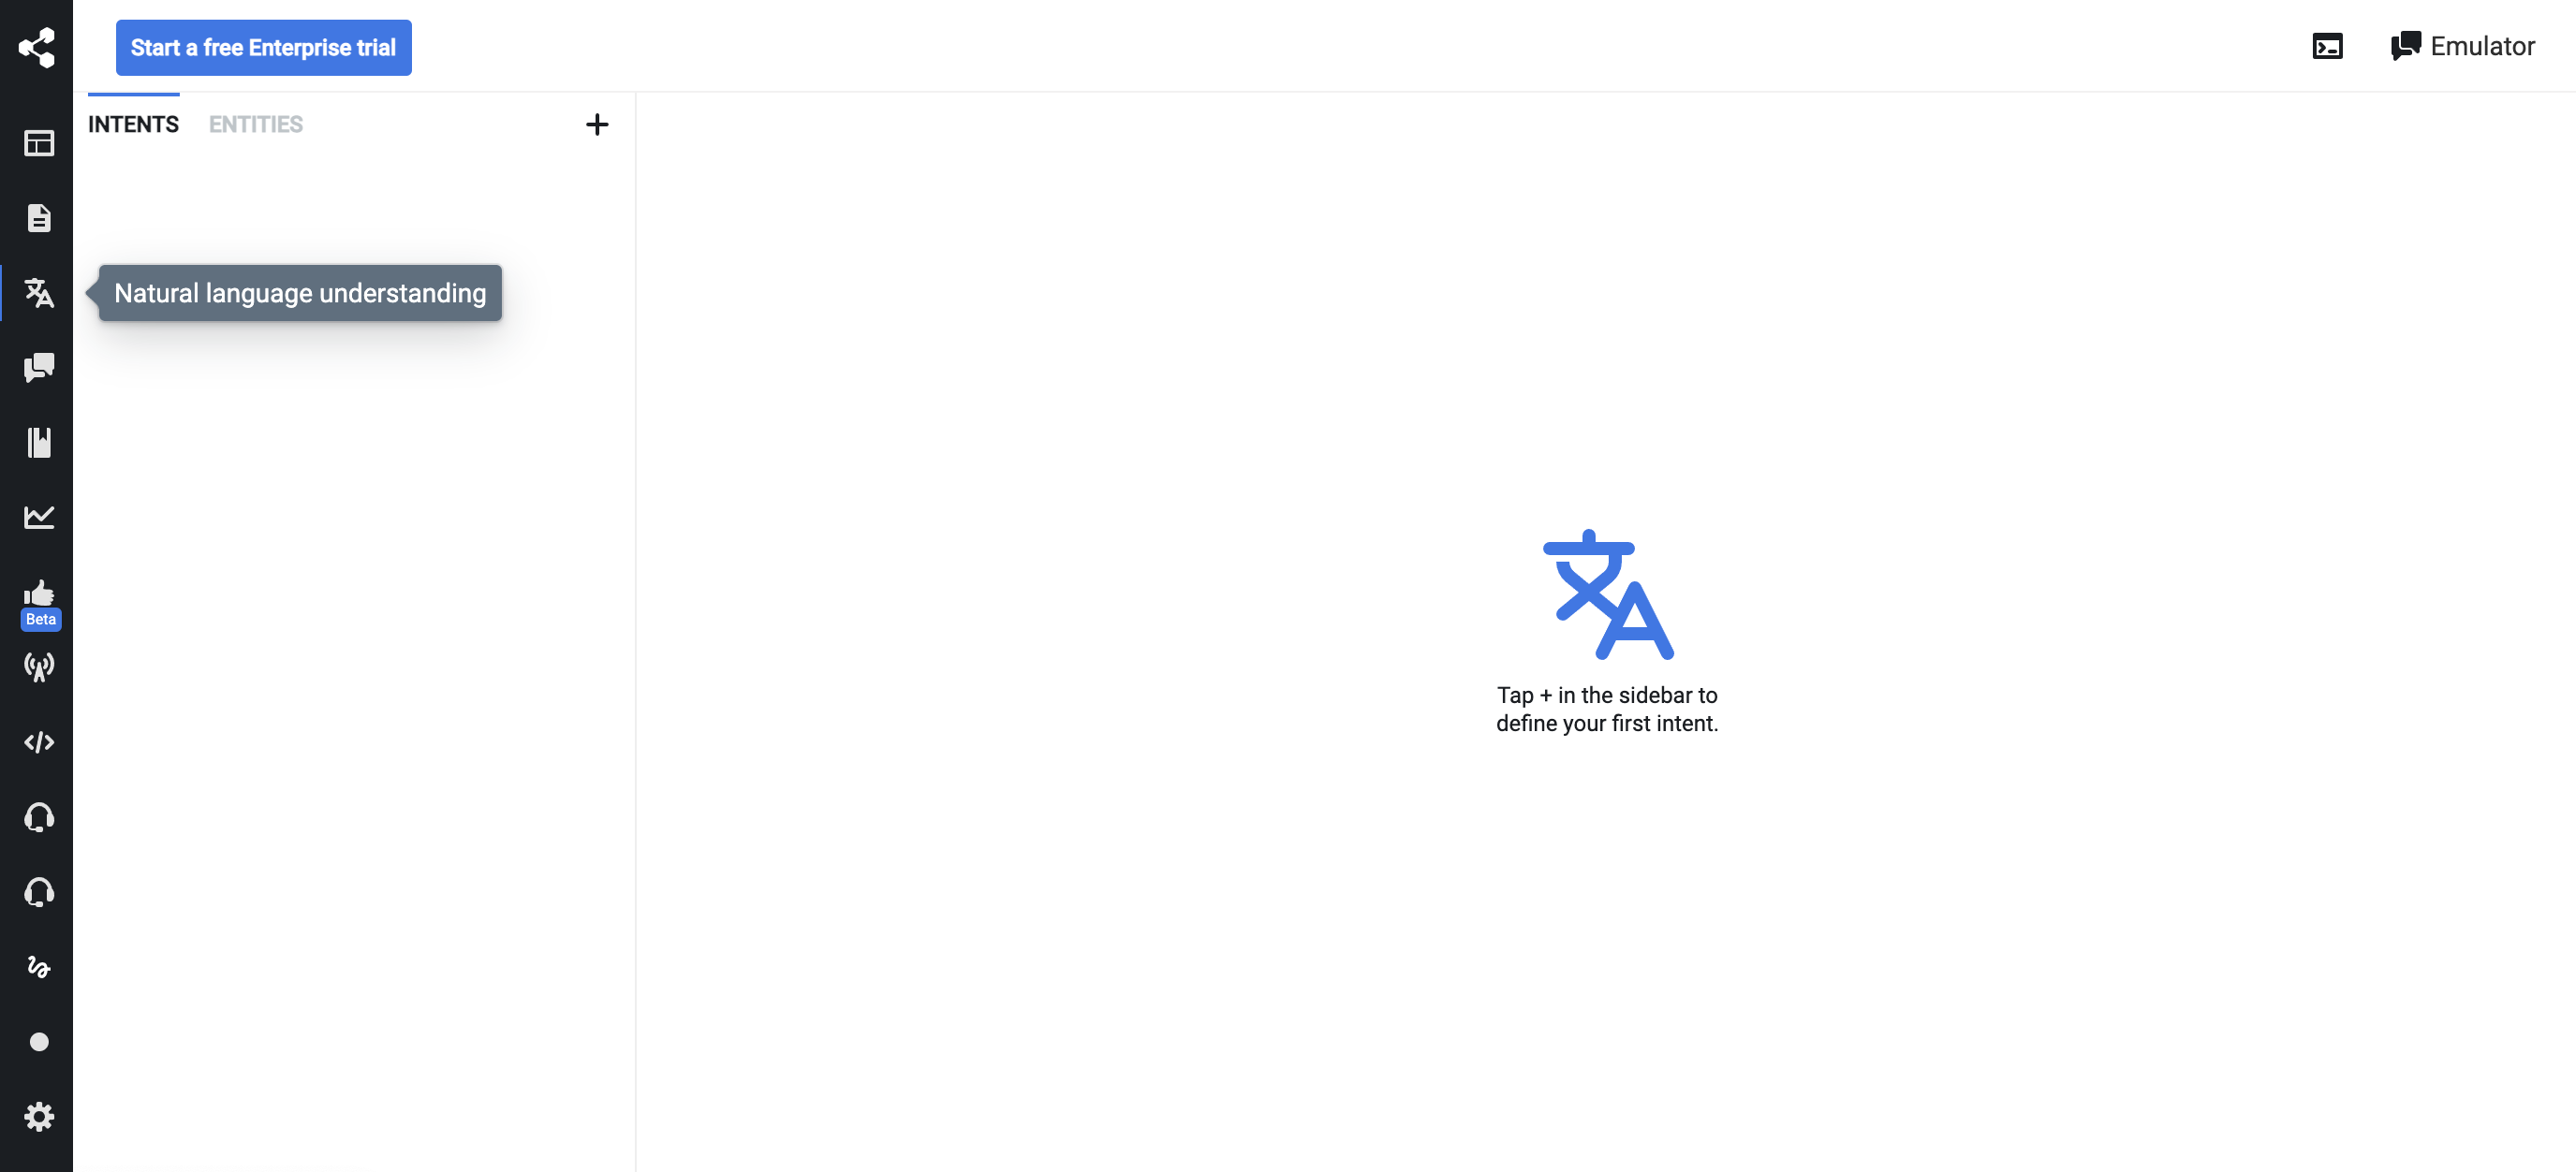 Start a free Enterprise trial
Emulator
INTENTS ENTITIES
Natural language understanding
Beta
Tap + in the sidebar to
define your first intent.